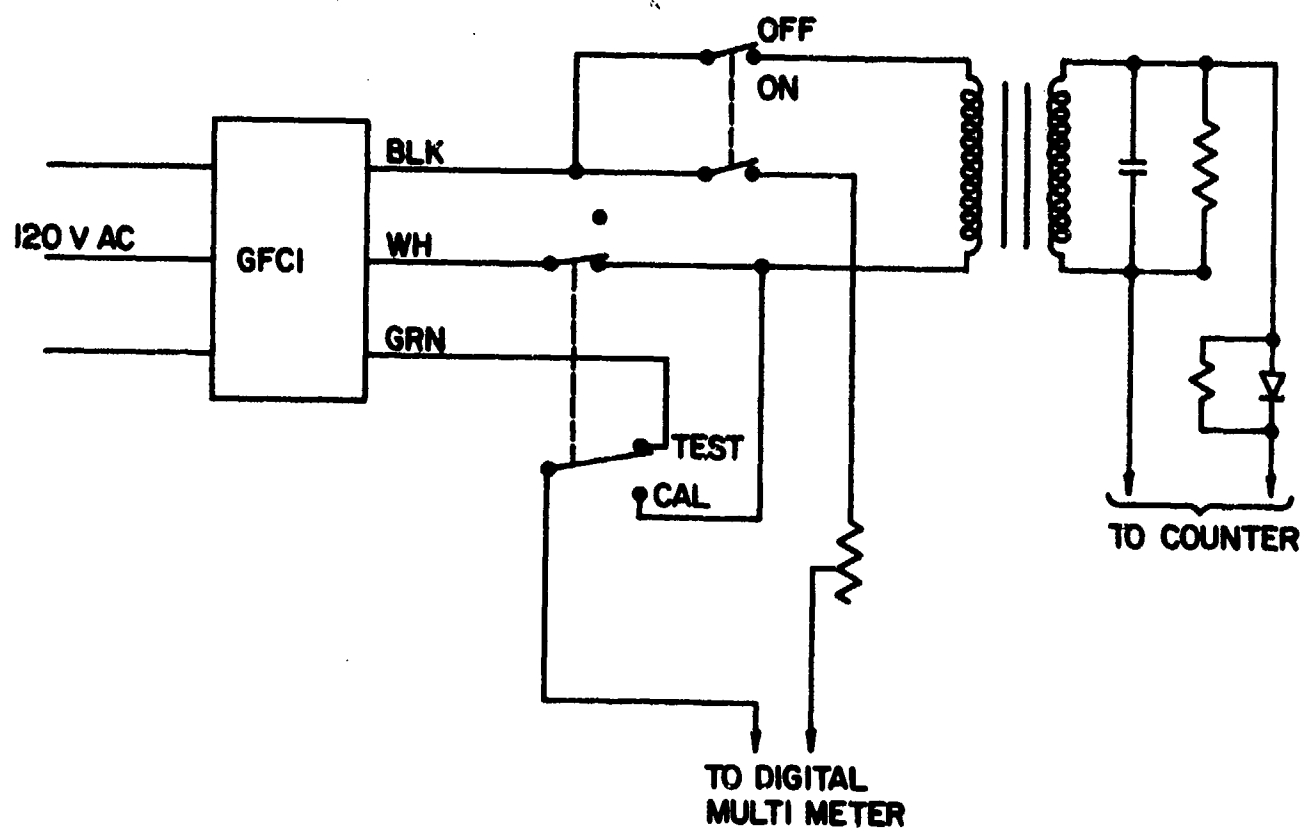 OFF
ON
BLK
120 V AC
GFCI
WH
GRN
TEST
CAL
TO COUNTER
TO DIGITAL
MULTI METER